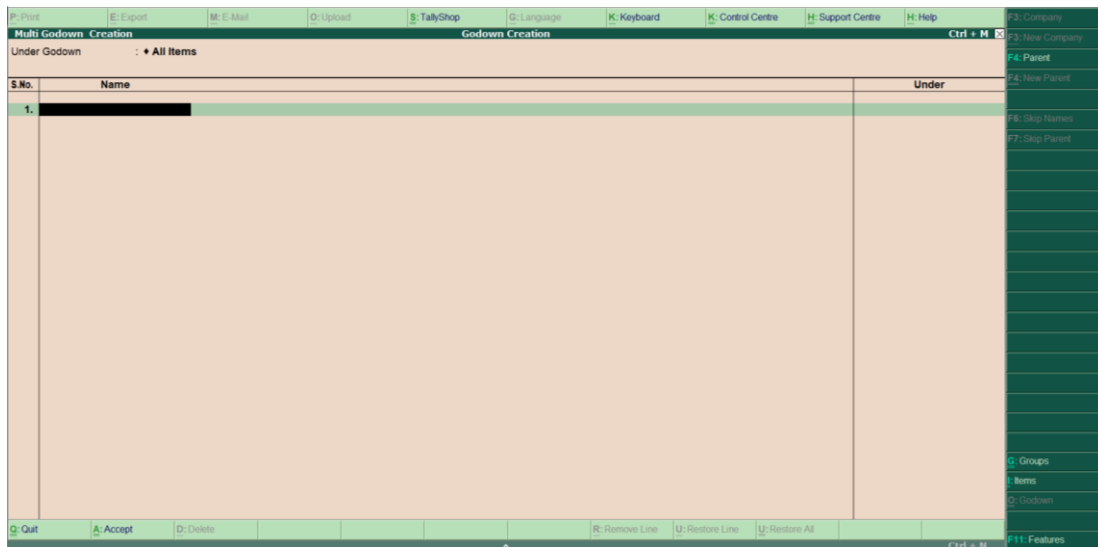 P: Print E: Export M: E-Mail O: Upload S: TallyShop G: Language K: Keyboard K: Control Centre H: Support Centre H: Help F3: Company
Multi Godown Creation Godown Creation Ctrl + M F3: New Company
Under Godown : ♦ All Items F4: Parent
S.No. Name Under F4: New Parent
1.
F6: Skip Names
F7: Skip Parent
G: Groups
I: Items
O: Godown
Q: Quit A: Accept D: Delete R: Remove Line U: Restore Line U: Restore All
F11: Features
Ctrl + N